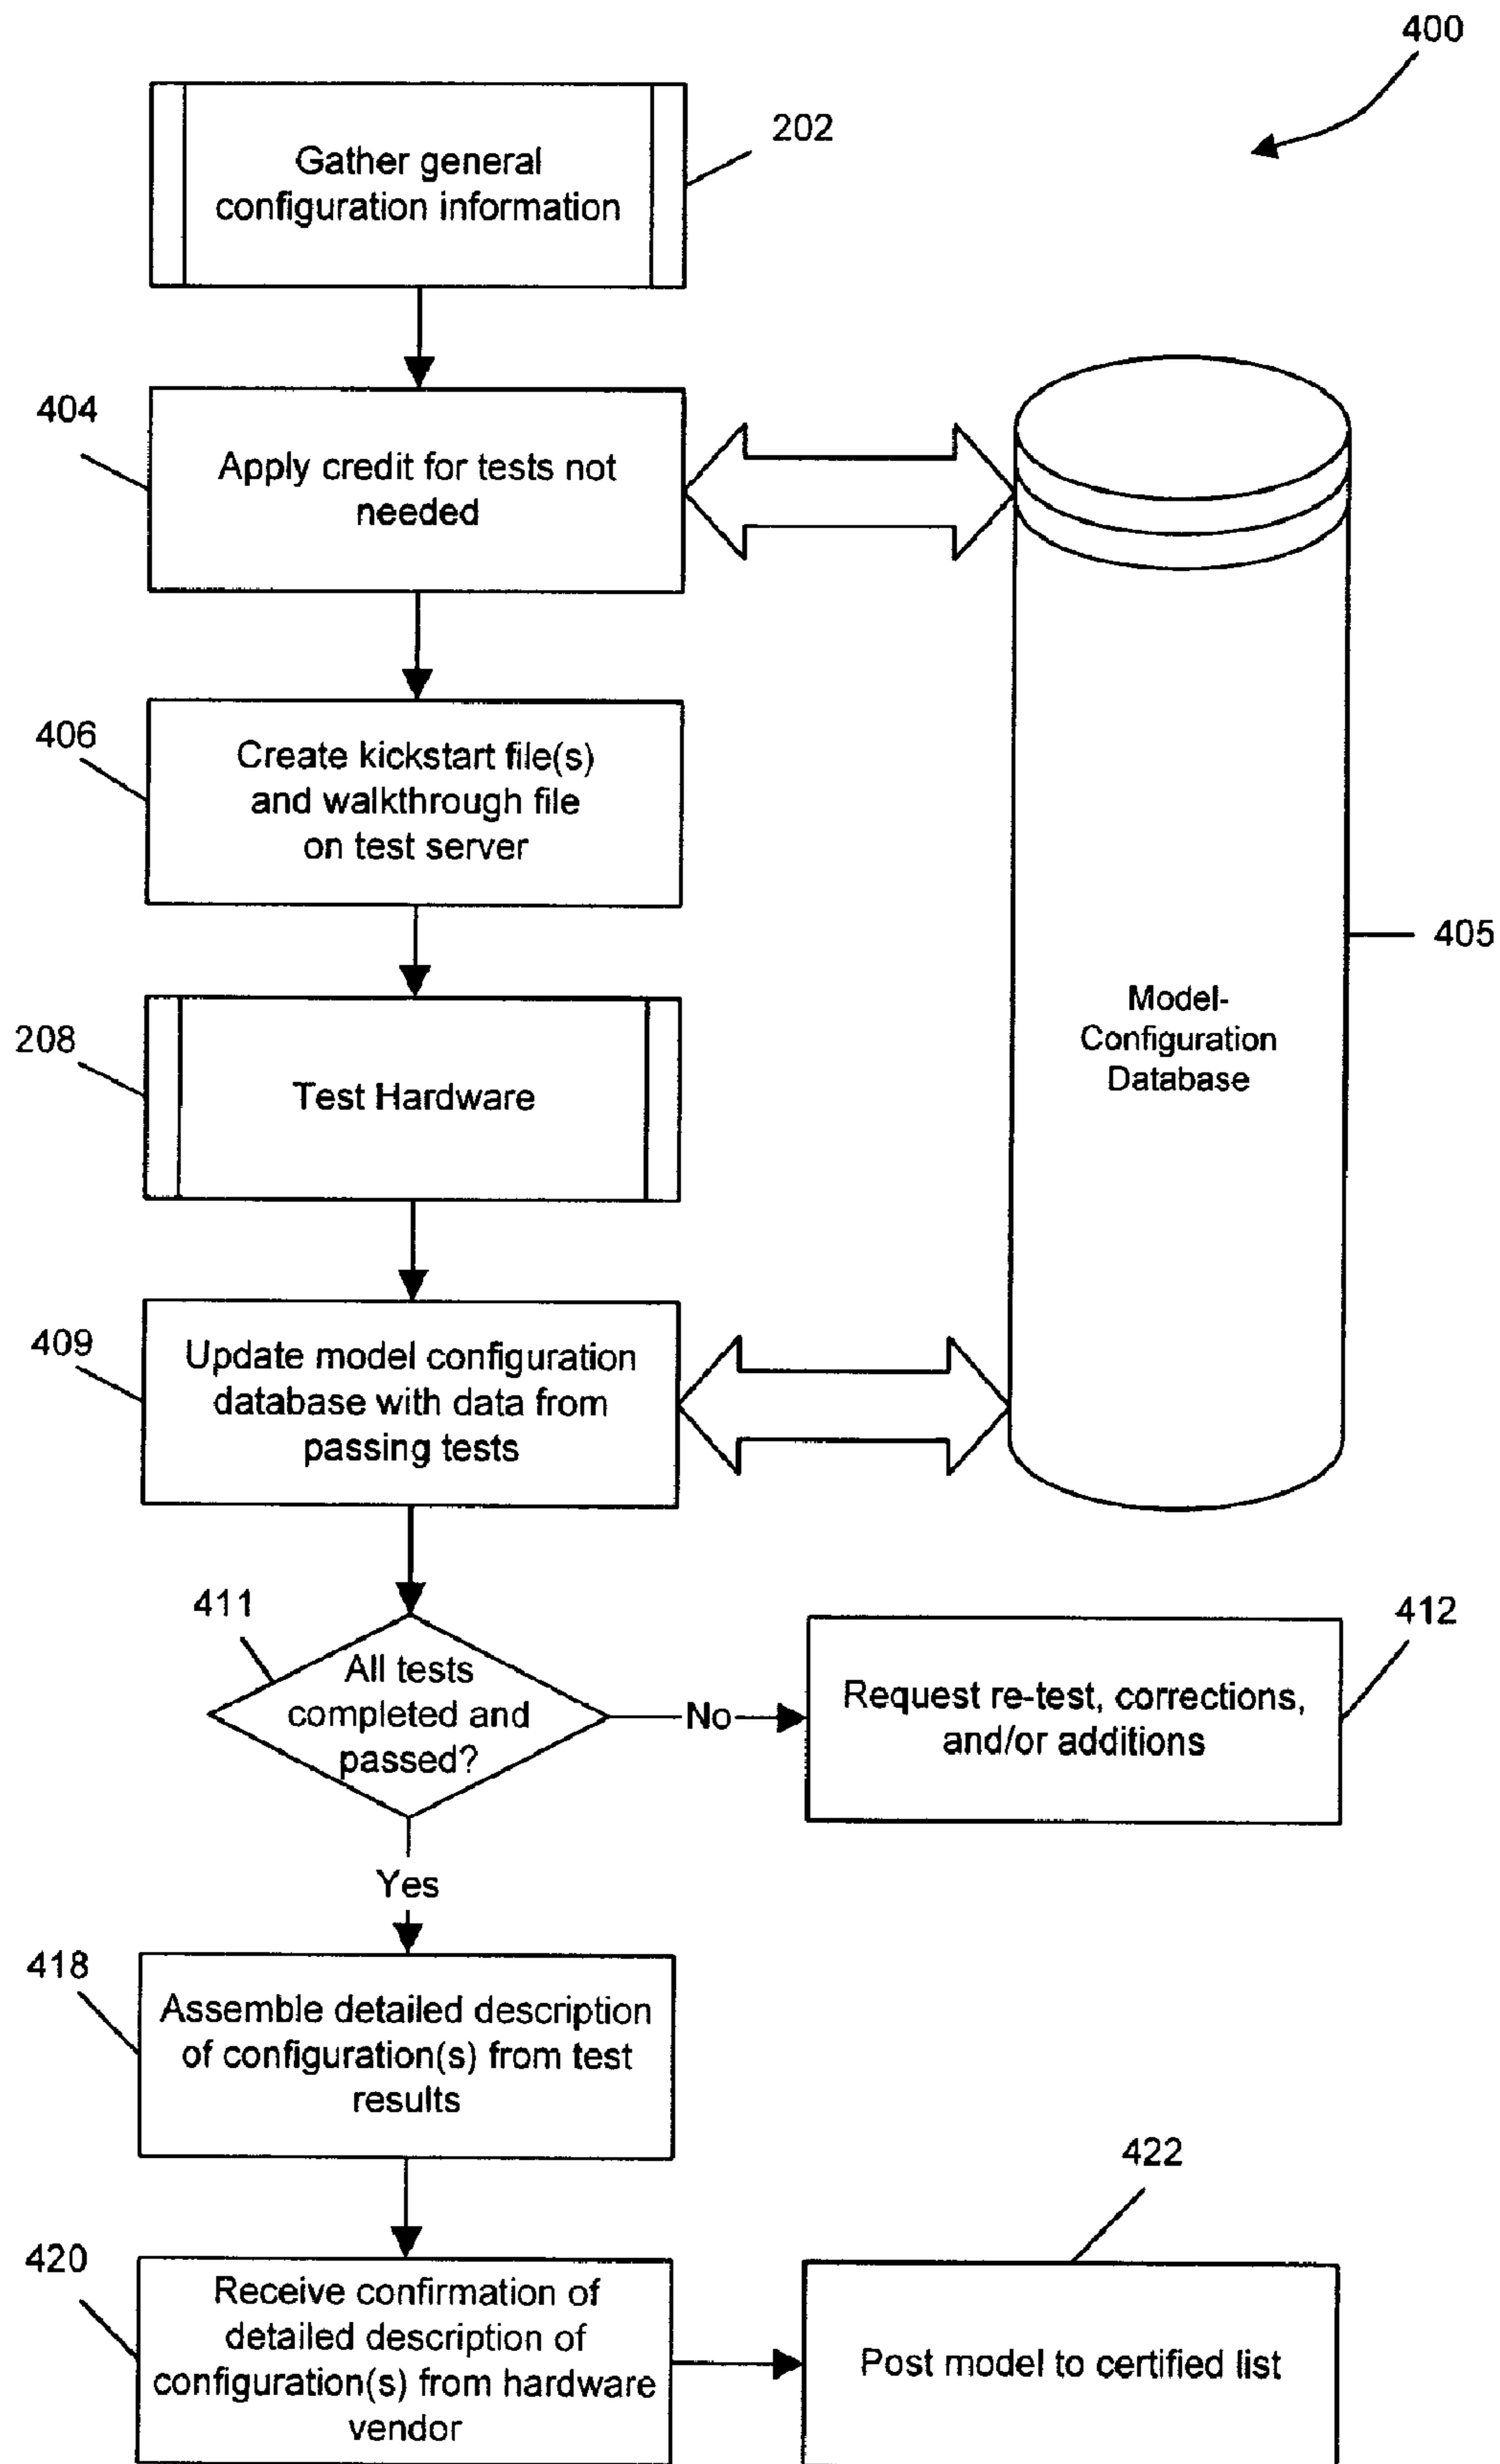 400
202
Gather general
configuration information
404
Apply credit for tests not
needed
406
Create kickstart file(s)
and walkthrough file
on test server
405
Model-
Configuration
Database
208
Test Hardware
409
Update model configuration
database with data from
passing tests
411
All tests
completed and
passed?
No
412
Request re-test, corrections,
and/or additions
Yes
418
Assemble detailed description
of configuration(s) from test
results
422
420
Receive confirmation of
detailed description of
configuration(s) from hardware
vendor
Post model to certified list